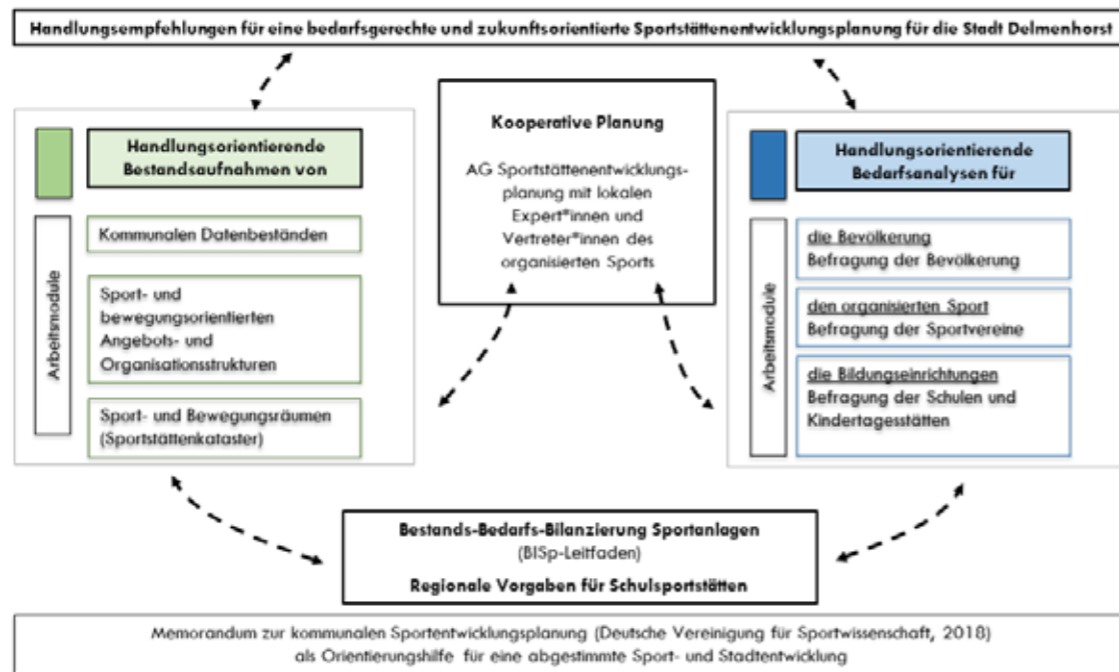 Handlungsempfehlungen für eine bedarfsgerechte und zukunftsorientierte Sportstättenentwicklungsplanung für die Stadt Delmenhorst
Handlungsorientierende
Bestandsaufnahmen von
Arbeitsmodule
Kommunalen Datenbeständen
Sport- und
bewegungsorientierten
Angebots- und
Organisationsstrukturen
Sport- und Bewegungsräumen
(Sportstättenkataster)
Kooperative Planung
AG Sportstättenentwicklungs-
planung mit lokalen
Expert*innen und
Vertreter*innen des
organisierten Sports
Handlungsorientierende
Bedarfsanalysen für
Arbeitsmodule
die Bevölkerung
Befragung der Bevölkerung
den organisierten Sport
Befragung der Sportvereine
die Bildungseinrichtungen
Befragung der Schulen und
Kindertagesstätten
Bestands-Bedarfs-Bilanzierung Sportanlagen
(BISp-Leitfaden)
Regionale Vorgaben für Schulsportstätten
Memorandum zur kommunalen Sportentwicklungsplanung (Deutsche Vereinigung für Sportwissenschaft, 2018)
als Orientierungshilfe für eine abgestimmte Sport- und Stadtentwicklung